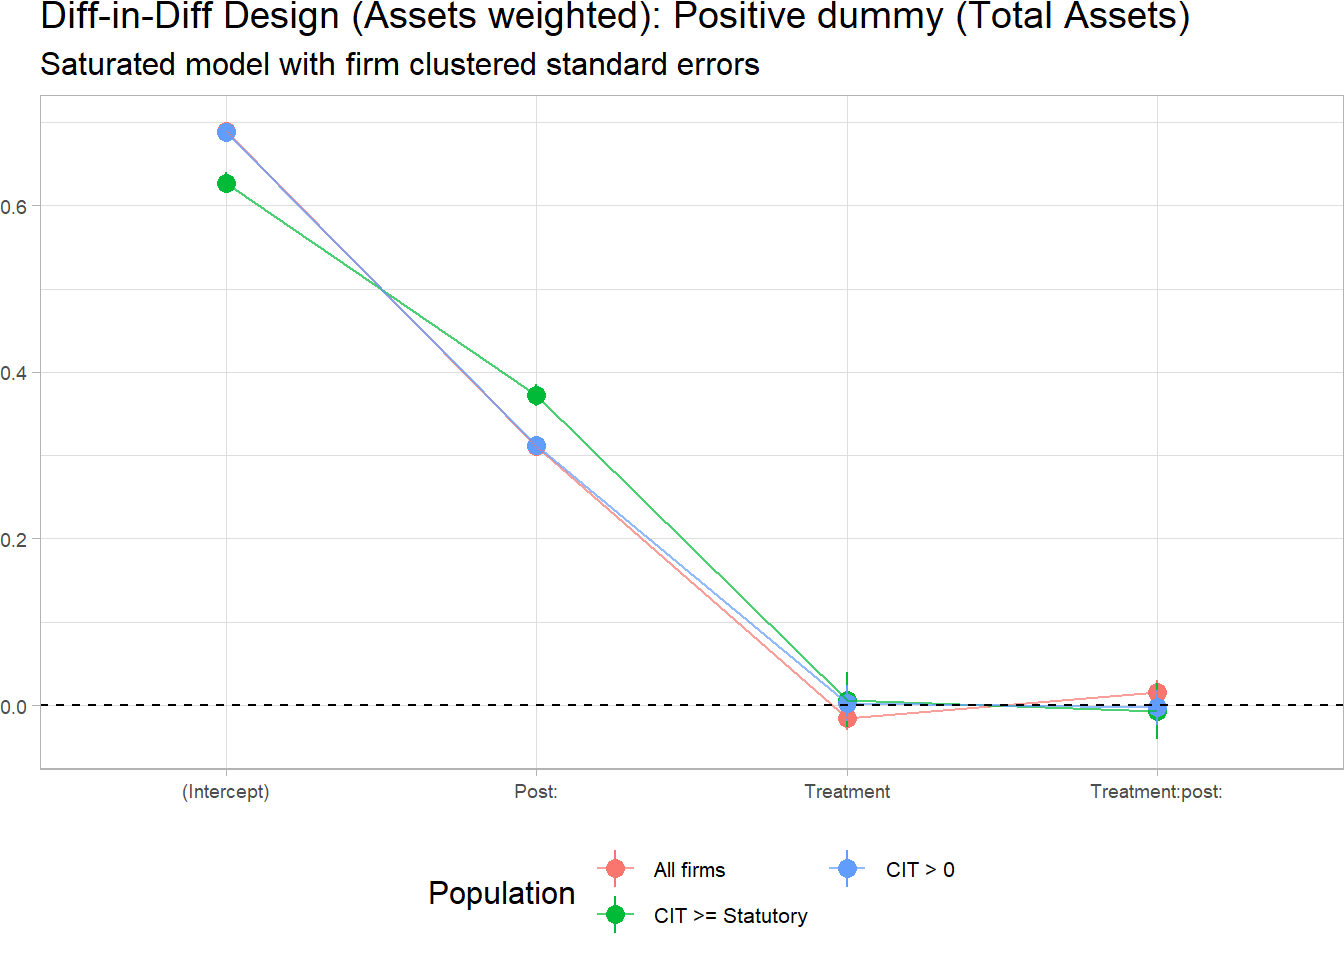 Diff-in-Diff Design (Assets weighted): Positive dummy (Total Assets)
Saturated model with firm clustered standard errors
0.6
0.4
0.2
0.0
(Intercept)
Post:
Treatment
Treatment:post:
Population
All firms
CIT > 0
CIT >= Statutory